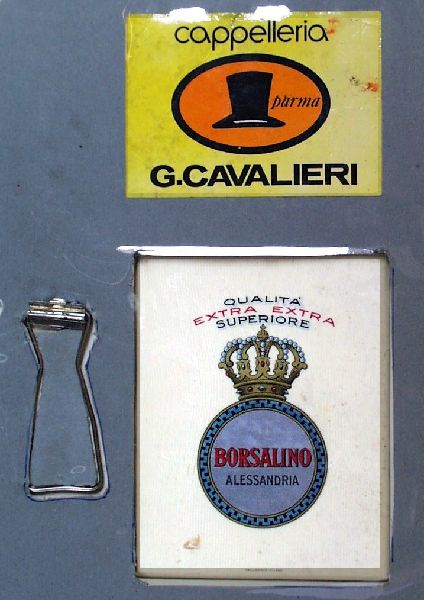 cappelleria
parma
G.CAVALIERI
QUALITÀ
EXTRA EXTRA
SUPERIORE
BORSALINO
ALESSANDRIA